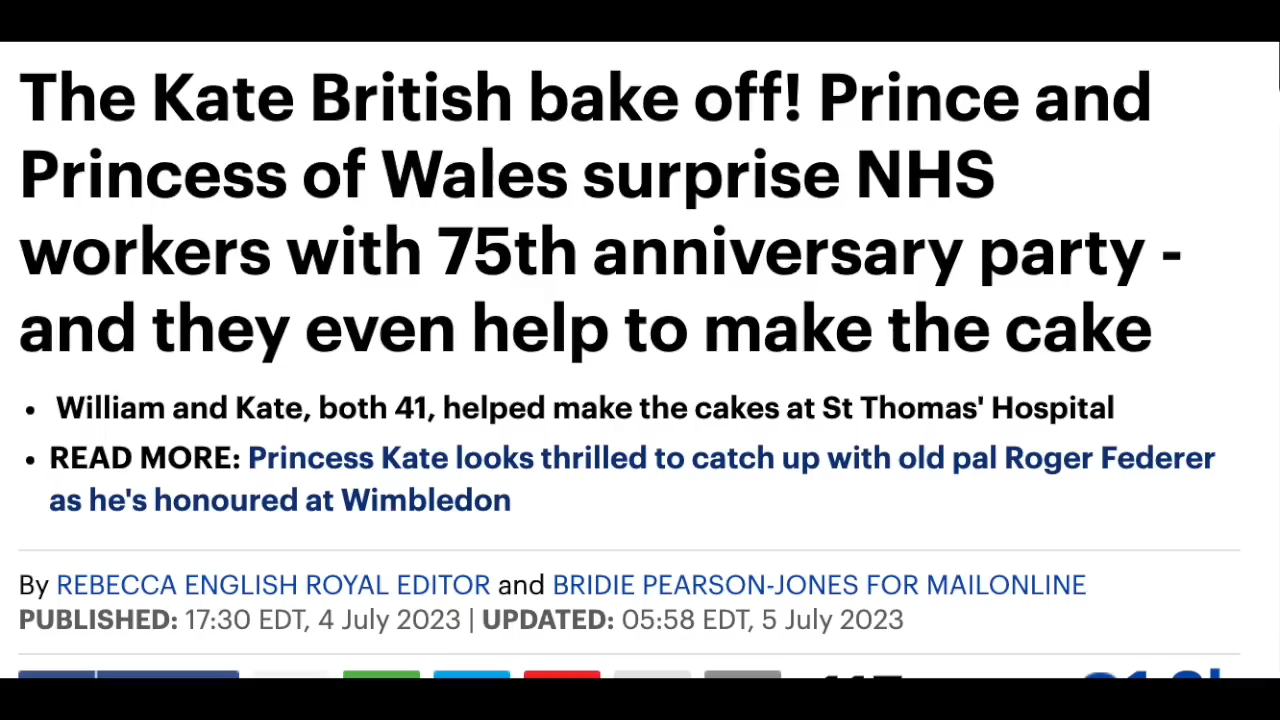 The Kate British bake off! Prince and
Princess of Wales surprise NHS
workers with 75th anniversary party -
and they even help to make the cake
• William and Kate, both 41, helped make the cakes at St Thomas' Hospital
• READ MORE: Princess Kate looks thrilled to catch up with old pal Roger Federer
as he's honoured at Wimbledon
By REBECCA ENGLISH ROYAL EDITOR and BRIDIE PEARSON-JONES FOR MAILONLINE
PUBLISHED: 17:30 EDT, 4 July 2023 | UPDATED: 05:58 EDT, 5 July 2023